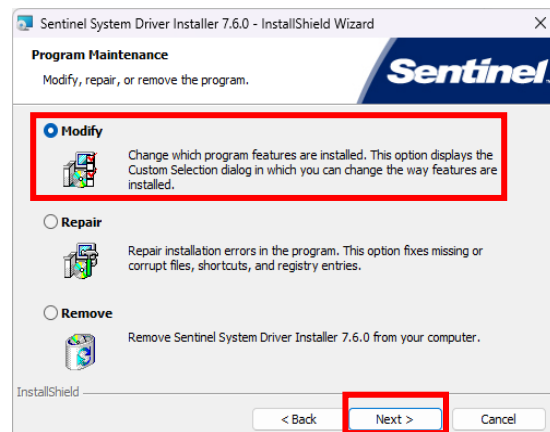 Sentinel System Driver Installer 7.6.0 - InstallShield Wizard
Program Maintenance
Modify, repair, or remove the program.
Sentinel.
Modify
Change which program features are installed. This option displays the
Custom Selection dialog in which you can change the way features are
installed.
Repair
Repair installation errors in the program. This option fixes missing or
corrupt files, shortcuts, and registry entries.
Remove
Remove Sentinel System Driver Installer 7.6.0 from your computer.
InstallShield
< Back
Next >
Cancel